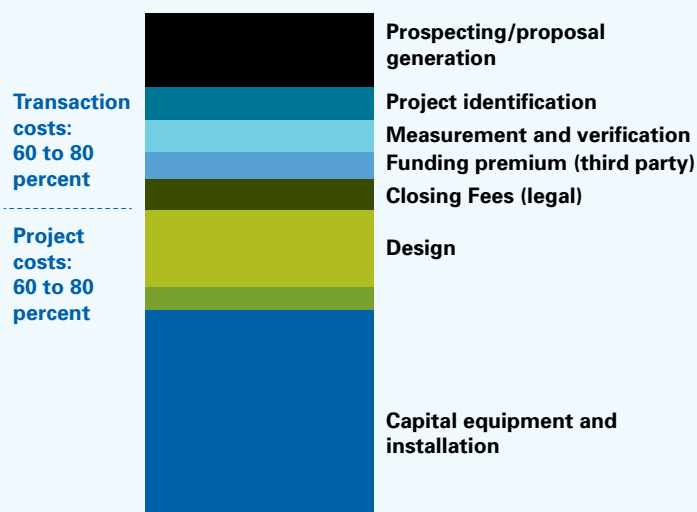 Prospecting/proposal
generation
Transaction
costs:
60 to 80
percent
Project identification
Measurement and verification
Funding premium (third party)
Closing Fees (legal)
Project
costs:
60 to 80
percent
Design
Capital equipment and
installation